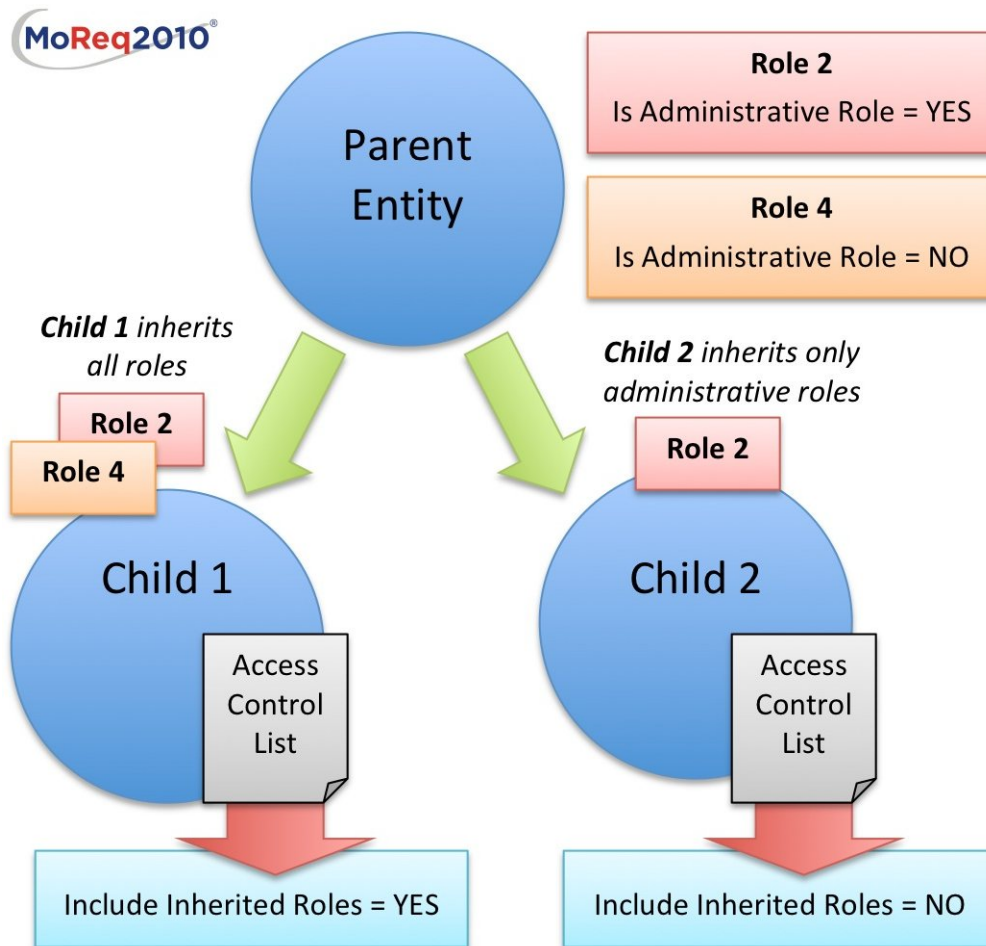 MoReq2010®
Parent
Entity
Role 2
Is Administrative Role = YES
Role 4
Is Administrative Role = NO
Child 1 inherits
all roles
Role 2
Role 4
Child 2 inherits only
administrative roles
Role 2
Child 1
Access
Control
List
Child 2
Access
Control
List
Include Inherited Roles = YES
Include Inherited Roles = NO